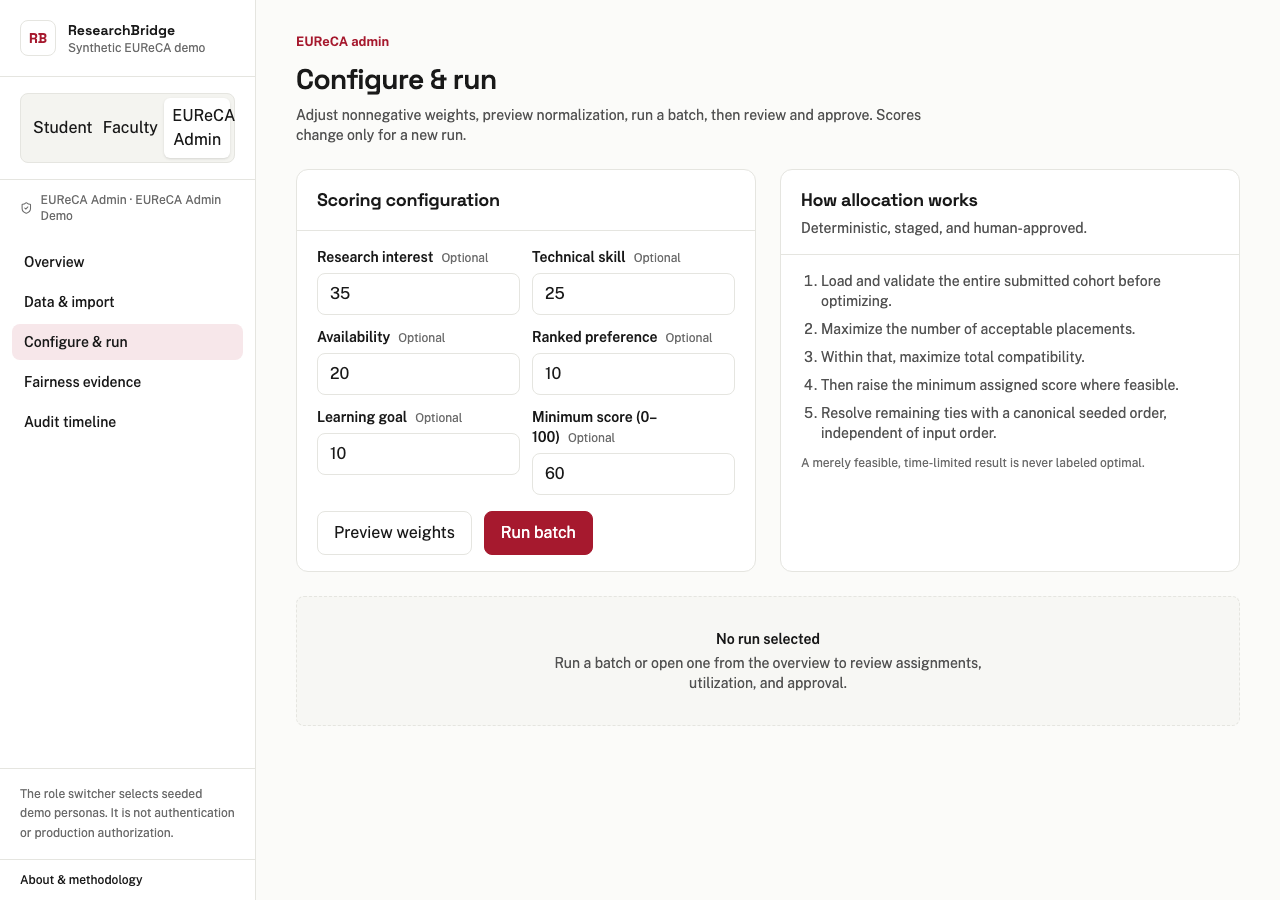 RB
ResearchBridge
Synthetic EUReCA demo
Student
Faculty
EUReCA
Admin
EUReCA Admin · EUReCA Admin
Demo
Overview
Data & import
Configure & run
Fairness evidence
Audit timeline
The role switcher selects seeded
demo personas. It is not authentication
or production authorization.
About & methodology
EUReCA admin
Configure & run
Adjust nonnegative weights, preview normalization, run a batch, then review and approve. Scores
change only for a new run.
Scoring configuration
Research interest Optional
35
Technical skill Optional
25
Availability Optional
20
Ranked preference Optional
10
Learning goal Optional
10
Minimum score (0–
100) Optional
60
Preview weights
Run batch
How allocation works
Deterministic, staged, and human-approved.
1. Load and validate the entire submitted cohort before
optimizing.
2. Maximize the number of acceptable placements.
3. Within that, maximize total compatibility.
4. Then raise the minimum assigned score where feasible.
5. Resolve remaining ties with a canonical seeded order,
independent of input order.
A merely feasible, time-limited result is never labeled optimal.
No run selected
Run a batch or open one from the overview to review assignments,
utilization, and approval.